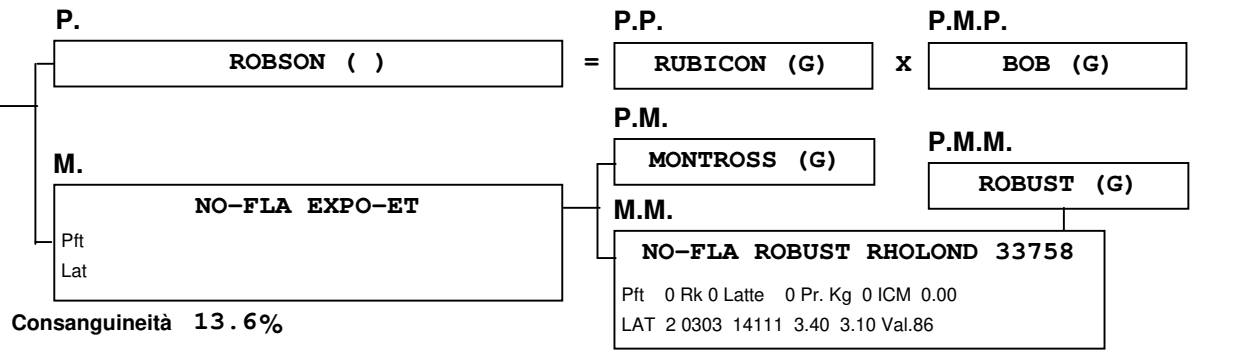 P.
ROBSON ( )
=
P.P.
RUBICON (G)
X
P.M.P.
BOB (G)
P.M.
MONTROSS (G)
P.M.M.
ROBUST (G)
M.
NO-FLA EXPO-ET
Pft
Lat
M.M.
NO-FLA ROBUST RHOLOND 33758
Pft 0 Rk 0 Latte 0 Pr. Kg 0 ICM 0.00
LAT 2 0303 14111 3.40 3.10 Val.86
Consanguineità 13.6%